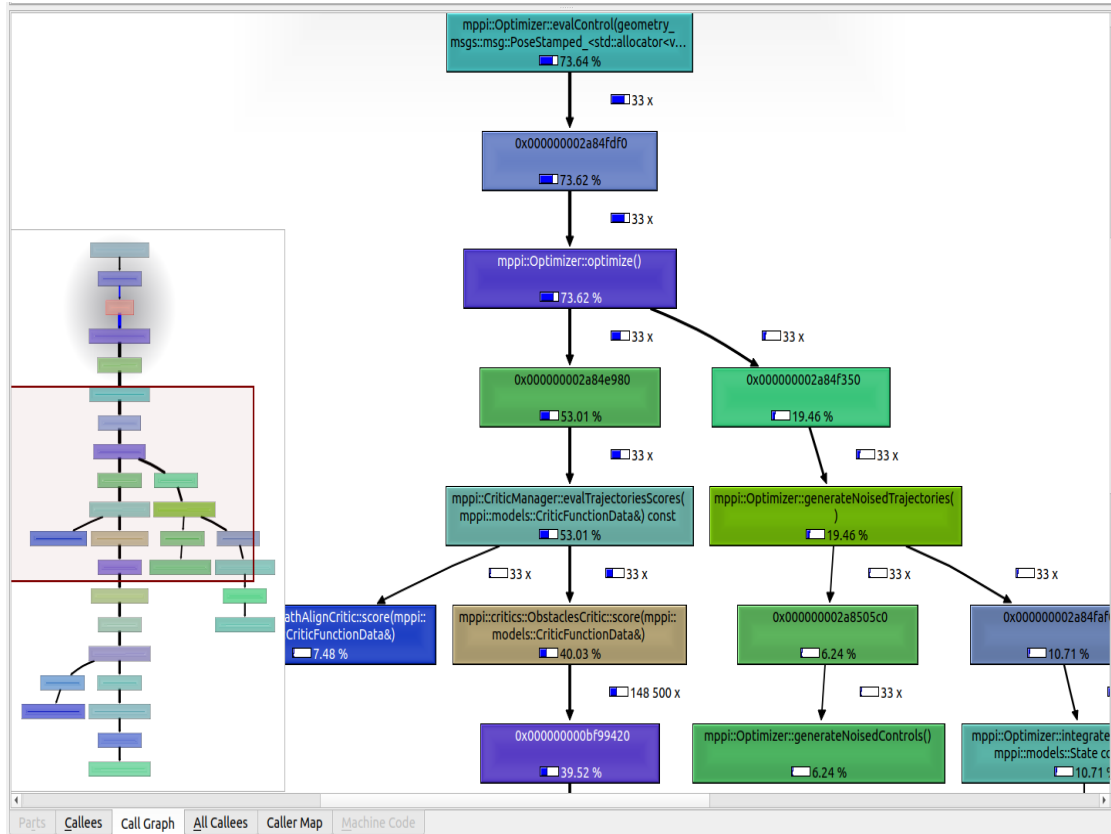 mppi::Optimizer::evalControl(geometry_
msgs::msg::PoseStamped_<std::allocator<v...
73.64 %
33 x
0x000000002a84fdf0
73.62 %
33 x
mppi::Optimizer::optimize()
73.62 %
33 x
33 x
0x000000002a84e980
53.01 %
0x000000002a84f350
19.46 %
33 x
33 x
mppi::CriticManager::evalTrajectoriesScores(
mppi::models::CriticFunctionData&) const
53.01 %
mppi::Optimizer::generateNoisedTrajectories(
)
19.46 %
33 x
33 x
33 x
33 x
athAlignCritic::score(mppi::
CriticFunctionData&)
7.48 %
mppi::critics::ObstaclesCritic::score(mppi::
models::CriticFunctionData&)
40.03 %
0x000000002a8505c0
6.24 %
0x000000002a84faf
10.71 %
148 500 x
33 x
0x000000000bf99420
39.52 %
mppi::Optimizer::generateNoisedControls()
6.24 %
mppi::Optimizer::integrate
mppi::models::State co
10.71 %
Parts Callees Call Graph All Callees Caller Map Machine Code